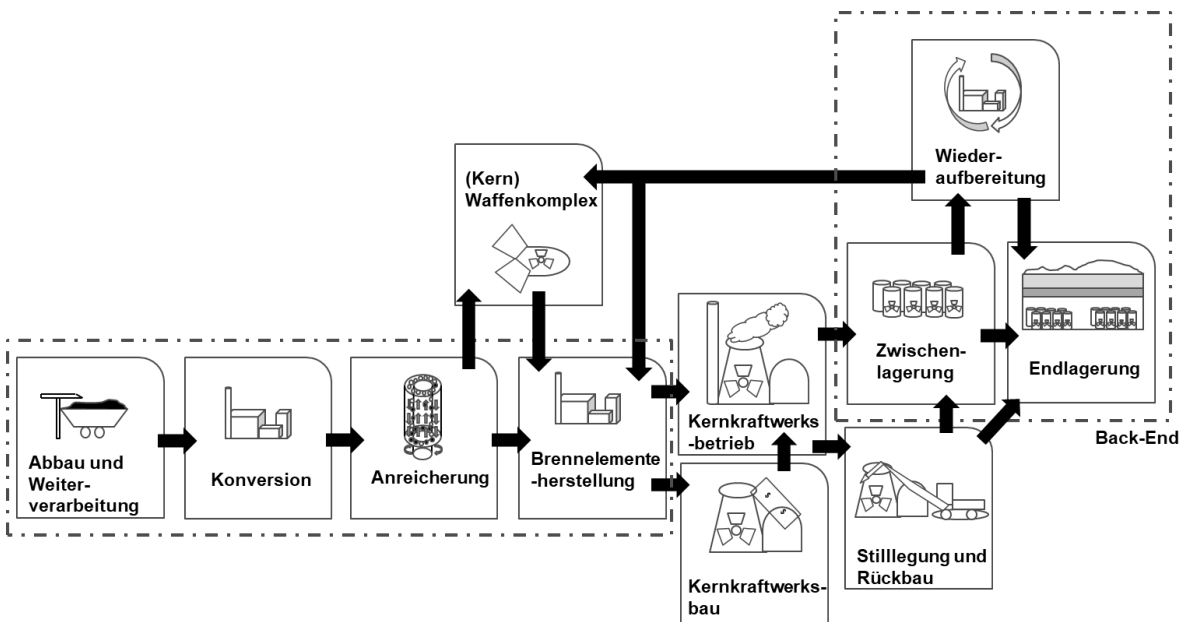 Wieder-
aufbereitung
(Kern)
Waffenkomplex
Zwischen-
lagerung
Endlagerung
Kernkraftwerks
-betrieb
Back-End
Abbau und
Weiter-
verarbeitung
Konversion
Anreicherung
Brennelemente
-herstellung
Kernkraftwerks-
bau
$
$
Stilllegung und
Rückbau